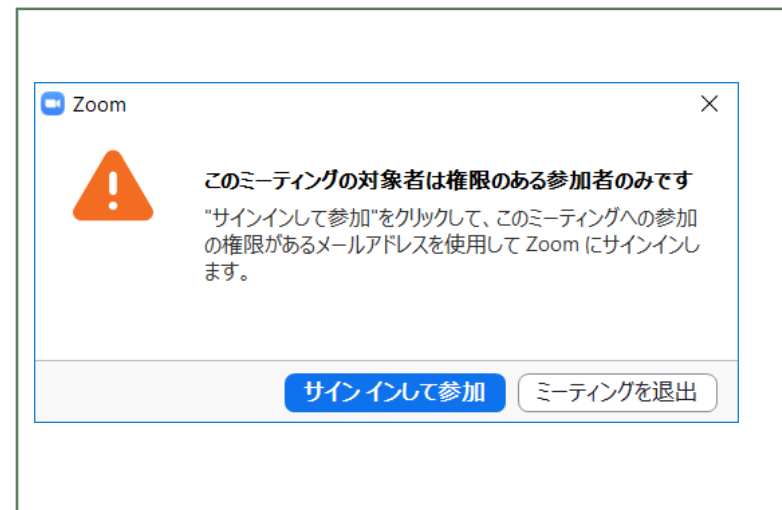 Zoom
このミーティングの対象者は権限のある参加者のみです
"サインインして参加"をクリックして、このミーティングへの参加
の権限があるメールアドレスを使用して Zoom にサインインし
ます。
サイン インして参加
ミーティングを退出